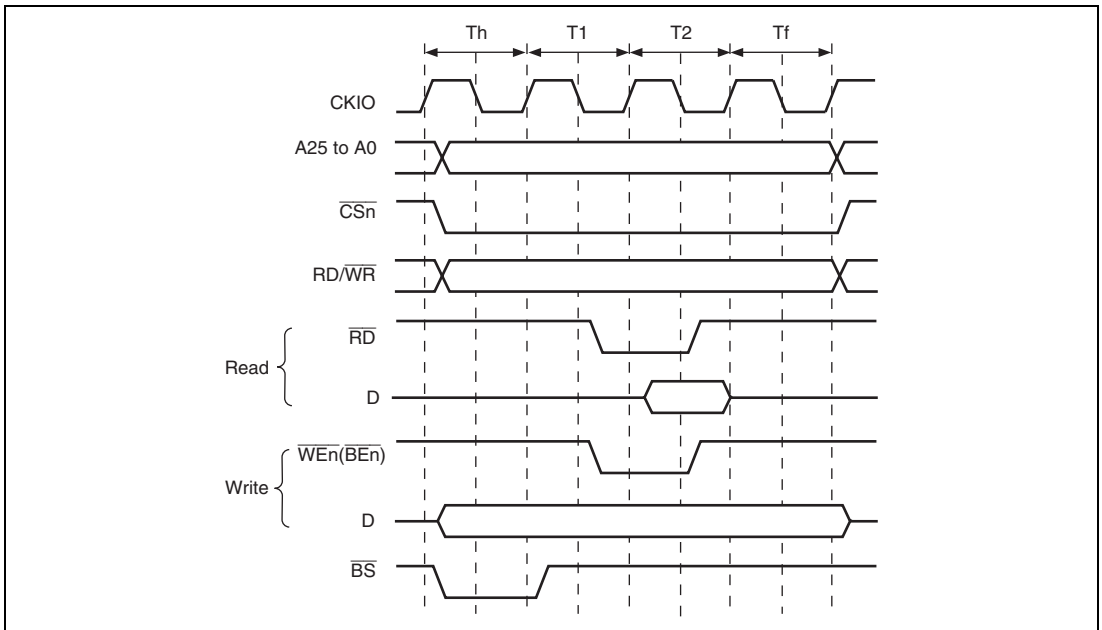 Th T1 T2 Tf
CKIO
A25 to A0
CSn
RD/WR
RD
Read
D
WEn(BEn)
Write
D
BS